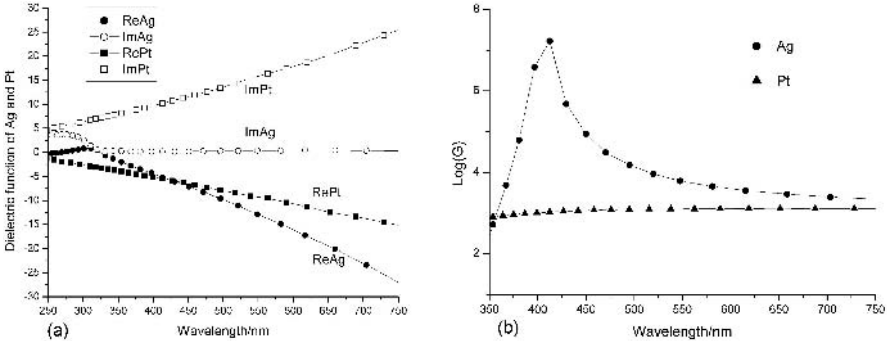 30
25
20
15
10
5
0
-5
-10
-15
-20
-25
-30
Dielectric function of Ag and Pt
ReAg
ImAg
RePt
ImPt
ImPt
ImAg
RePt
ReAg
250 300 350 400 450 500 550 600 650 700 750
(a) Wavelength/nm
8
6
4
2
Log(G)
Ag
Pt
350 400 450 500 550 600 650 700 750
(b) Wavelength/nm